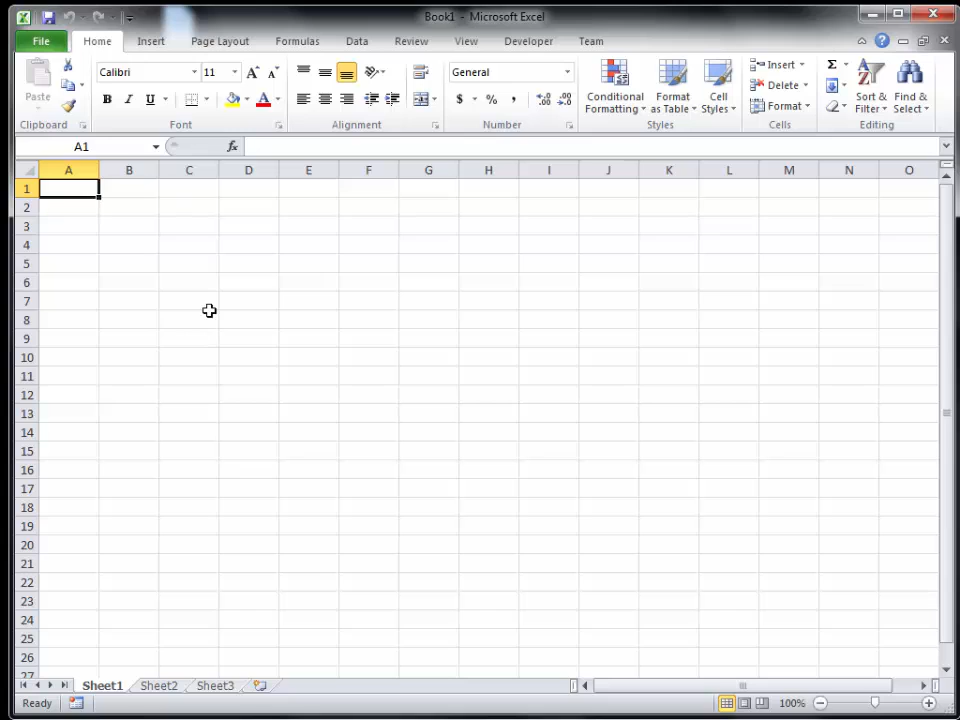 Book1 - Microsoft Excel
File Home Insert Page Layout Formulas Data Review View Developer Team
Calibri 11 General Insert
Delete
Format
Paste Conditional Formatting Format as Table Cell Styles Sort & Filter Find & Select
Clipboard Font Alignment Number Styles Cells Editing
A1 fx
A B C D E F G H I J K L M N O
1
2
3
4
5
6
7
8
9
10
11
12
13
14
15
16
17
18
19
20
21
22
23
24
25
26
27
Sheet1 Sheet2 Sheet3
Ready 100%